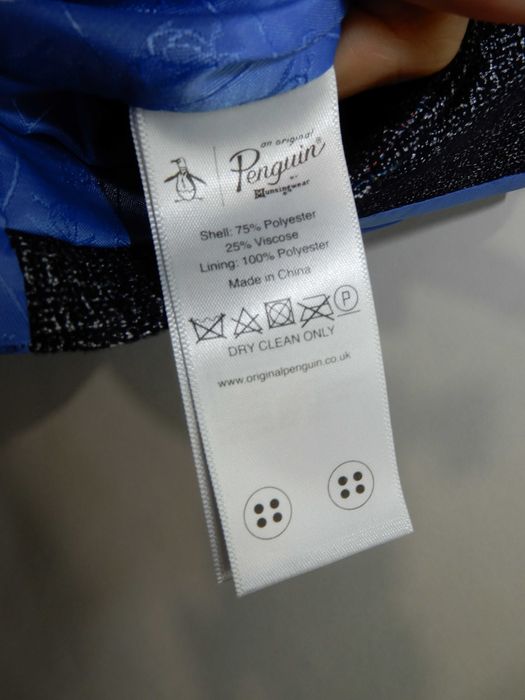 an original
Penguin®
BY
Munsingwear®
Shell: 75% Polyester
25% Viscose
Lining: 100% Polyester
Made in China
P
DRY CLEAN ONLY
www.originalpenguin.co.uk